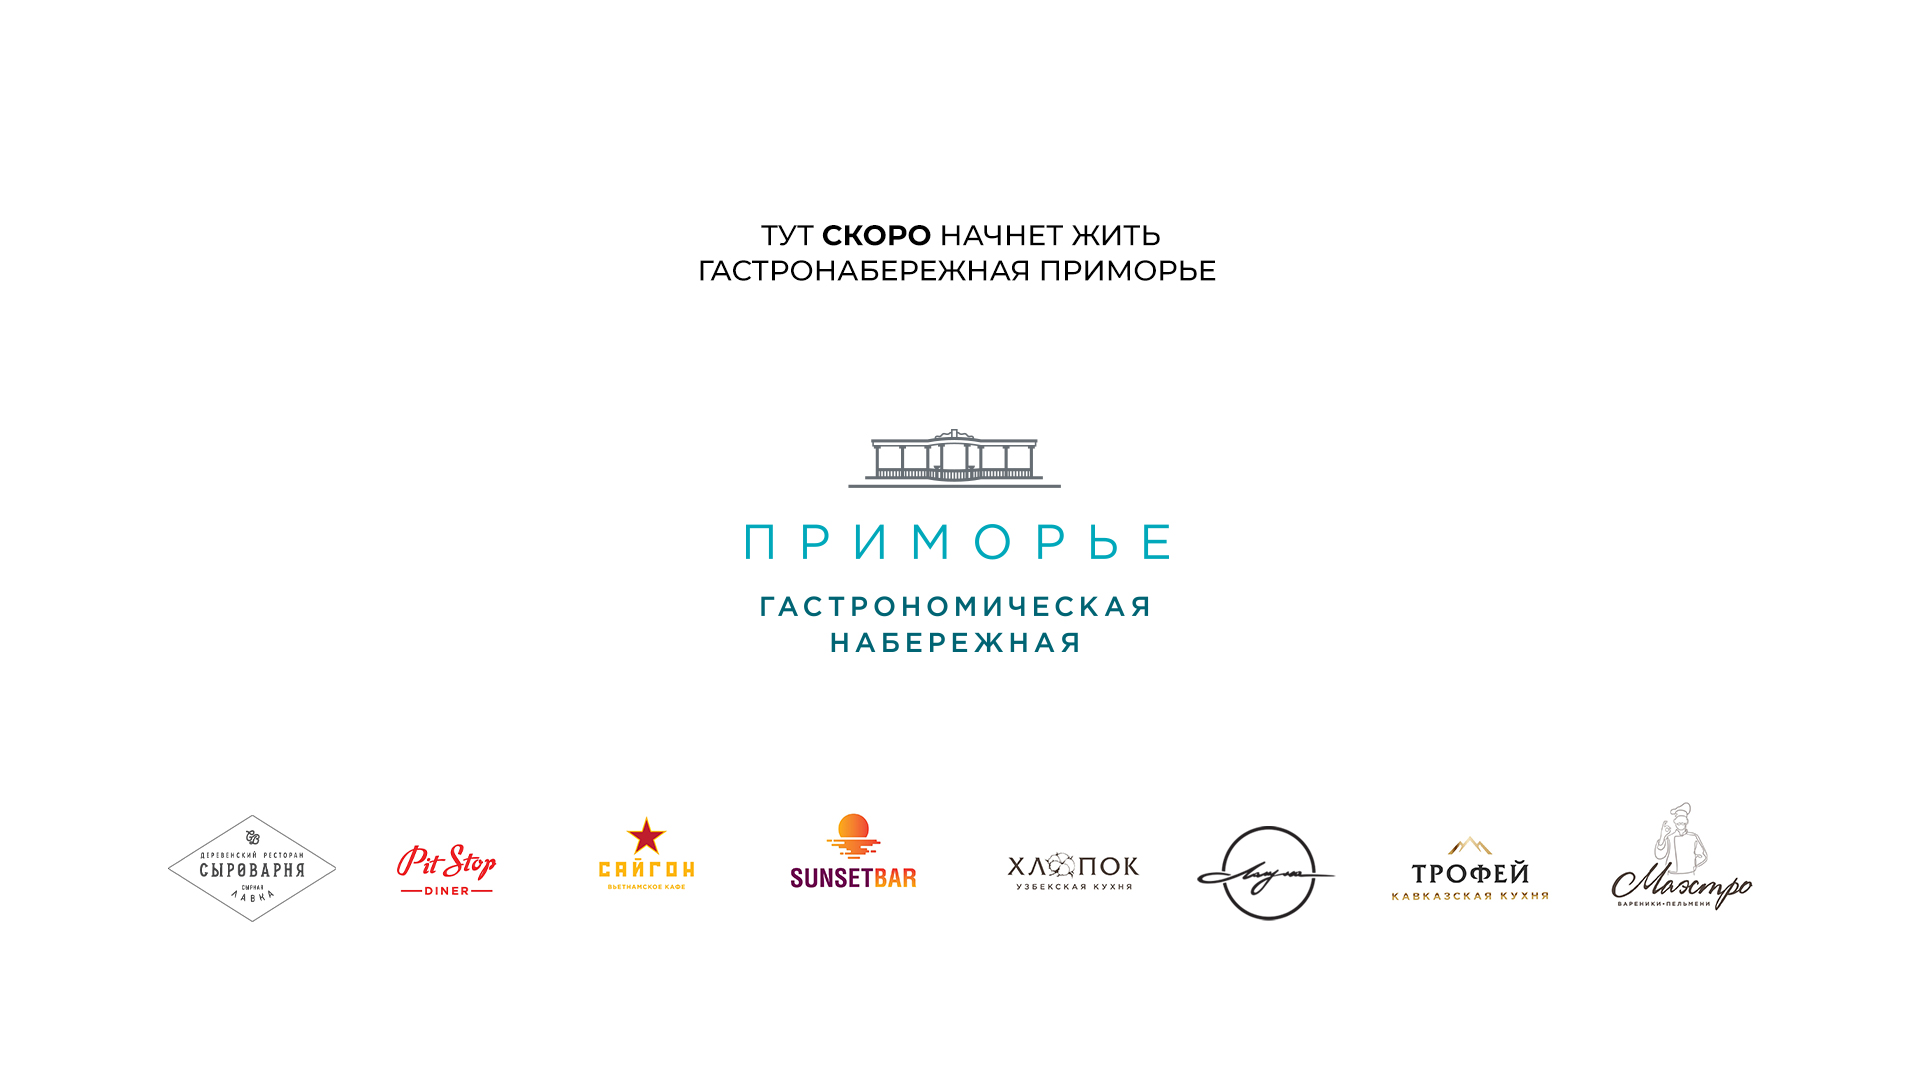 ТУТ СКОРО НАЧНЕТ ЖИТЬ
ГАСТРОНАБЕРЕЖНАЯ ПРИМОРЬЕ
ПРИМОРЬЕ
ГАСТРОНОМИЧЕСКАЯ
НАБЕРЕЖНАЯ
ДЕРЕВЕНСКИЙ РЕСТОРАН
СЫРОВАРНЯ
СЫРНАЯ
ЛАВКА
Pit Stop
DINER
САЙГОН
ВЬЕТНАМСКОЕ КАФЕ
SUNSETBAR
ХЛОПОК
УЗБЕКСКАЯ КУХНЯ
ТРОФЕЙ
КАВКАЗСКАЯ КУХНЯ
Маэстро
ВАРЕНИКИ•ПЕЛЬМЕНИ